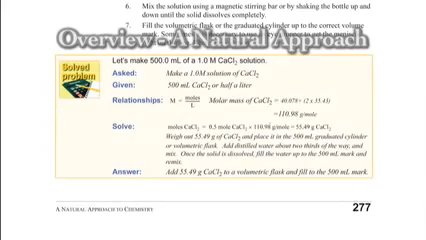 6. Mix the solution using a magnetic stirring bar or by shaking the bottle up and
down until the solid dissolves completely.
7. Fill the volumetric flask or the graduated cylinder up to the correct volume
Overview - A Natural Approach
Let's make 500.0 mL of a 1.0 M CaCl2 solution.
Solved problem
Asked: Make a 1.0M solution of CaCl2
Given: 500 mL CaCl2 or half a liter
Relationships: M = moles/L Molar mass of CaCl2 = 40.078+ (2 x 35.43)
=110.98 g/mole
Solve: moles CaCl2 = 0.5 mole CaCl2 × 110.98 g/mole = 55.49 g CaCl2
Weigh out 55.49 g of CaCl2 and place it in the 500 mL graduated cylinder
or volumetric flask. Add distilled water about two thirds of the way, and
mix. Once the solid is dissolved, fill the water up to the 500 mL mark and
remix.
Answer: Add 55.49 g CaCl2 to a volumetric flask and fill to the 500 mL mark.
A NATURAL APPROACH TO CHEMISTRY 277